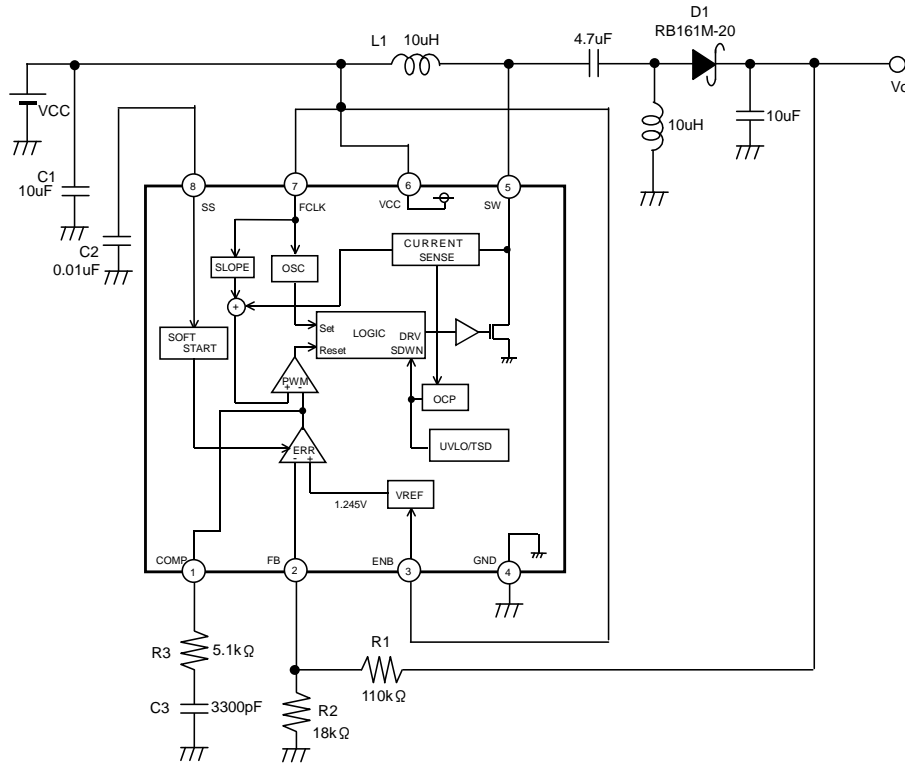 D1
RB161M-20
L1
10uH
4.7uF
VCC
10uH
10uF
C1
10uF
8
7
6
5
SS
FCLK
VCC
SW
C2
0.01uF
CURRENT
SENSE
SLOPE
OSC
+
Set
LOGIC
DRV
SOFT
START
Reset
SDWN
PWM
+ -
OCP
ERR
- +
UVLO/TSD
1.245V
VREF
COMP
FB
ENB
GND
1
2
3
4
R3
5.1kΩ
R1
110kΩ
C3
3300pF
R2
18kΩ